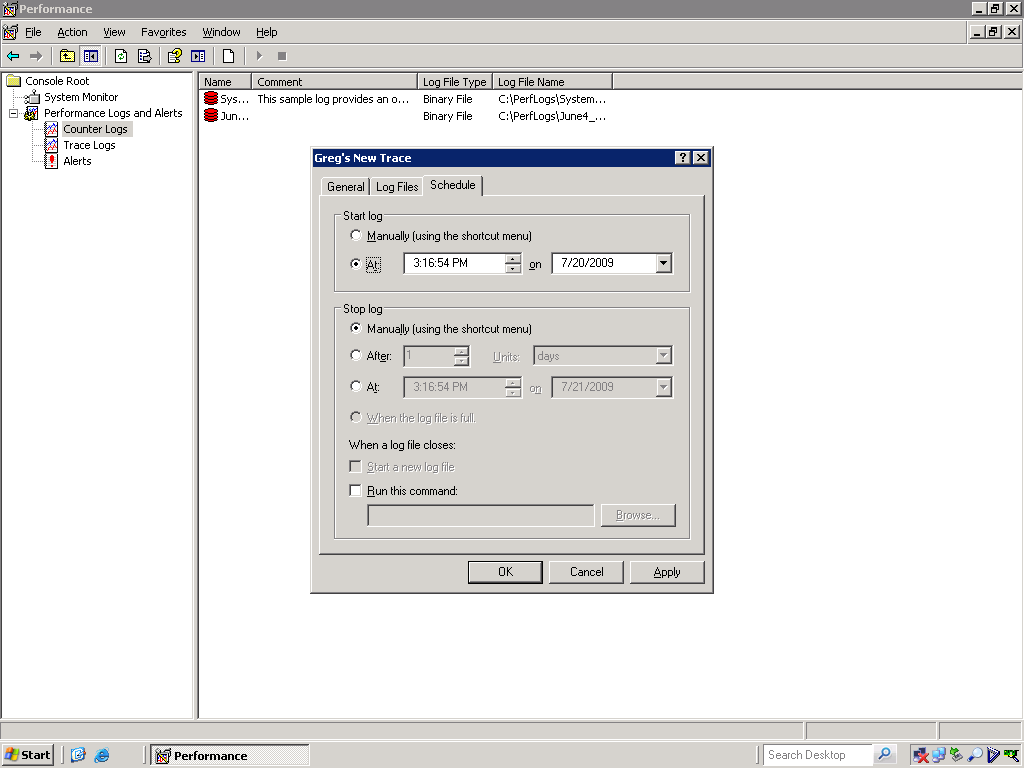 Performance
File Action View Favorites Window Help
Console Root
System Monitor
Performance Logs and Alerts
Counter Logs
Trace Logs
Alerts
Name Comment Log File Type Log File Name
Sys... This sample log provides an o... Binary File C:\PerfLogs\System...
Jun... Binary File C:\PerfLogs\June4_...
Greg's New Trace
General Log Files Schedule
Start log
Manually (using the shortcut menu)
At: 3:16:54 PM on 7/20/2009
Stop log
Manually (using the shortcut menu)
After: 1 Units: days
At: 3:16:54 PM on 7/21/2009
When the log file is full.
When a log file closes:
Start a new log file
Run this command:
Browse...
OK Cancel Apply
Start Performance Search Desktop